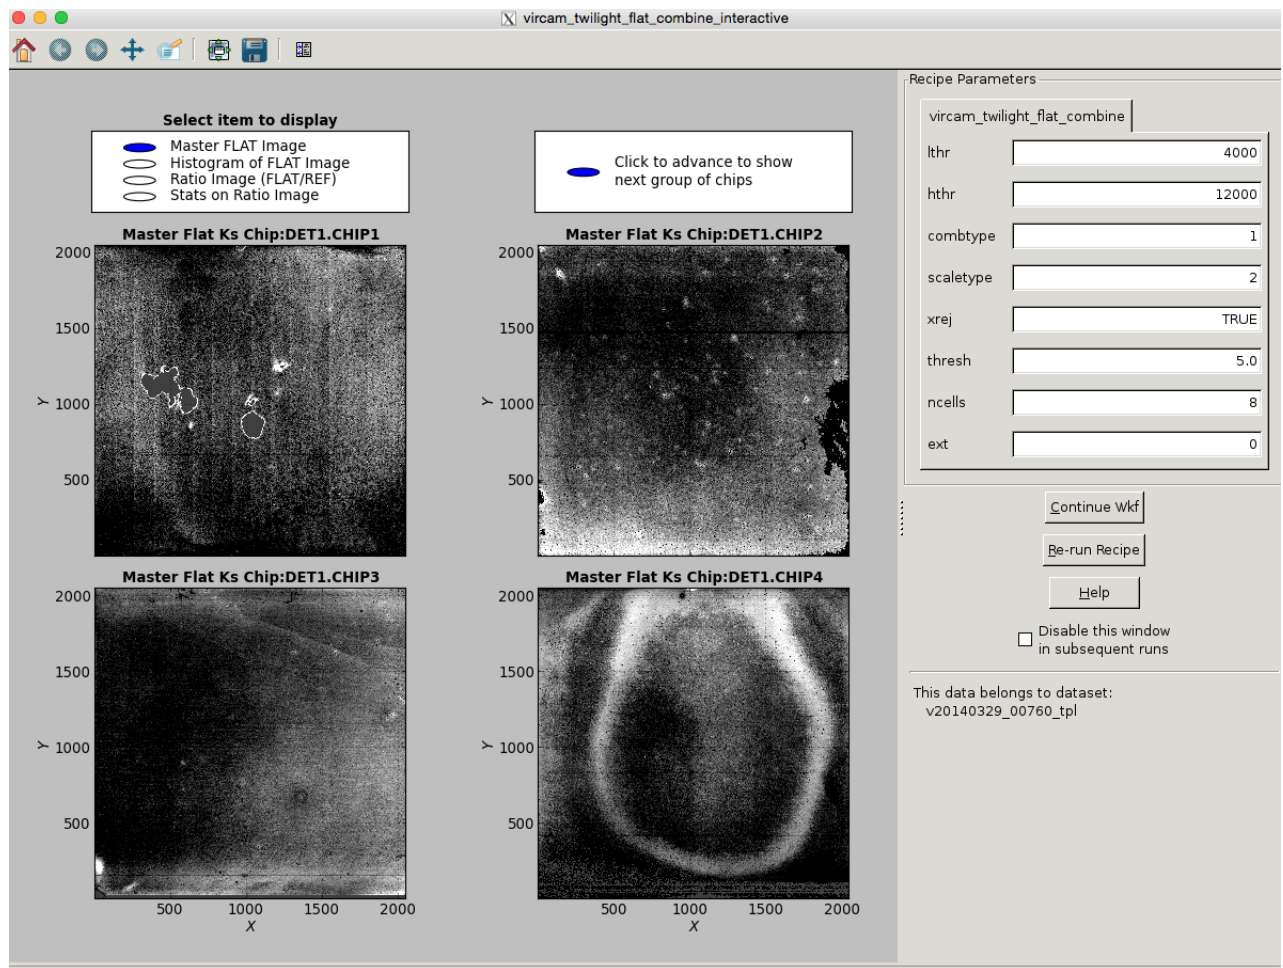 vircam_twilight_flat_combine_interactive
Select item to display
Master FLAT Image
Histogram of FLAT Image
Ratio Image (FLAT/REF)
Stats on Ratio Image
Click to advance to show
next group of chips
Master Flat Ks Chip:DET1.CHIP1
2000
1500
1000
500
Y
Master Flat Ks Chip:DET1.CHIP2
2000
1500
1000
500
Y
Master Flat Ks Chip:DET1.CHIP3
2000
1500
1000
500
Y
500 1000 1500 2000
X
Master Flat Ks Chip:DET1.CHIP4
2000
1500
1000
500
Y
500 1000 1500 2000
X
Recipe Parameters
vircam_twilight_flat_combine
lthr 4000
hthr 12000
combtype 1
scaletype 2
xrej TRUE
thresh 5.0
ncells 8
ext 0
Continue Wkf
Re-run Recipe
Help
Disable this window
in subsequent runs
This data belongs to dataset:
v20140329_00760_tpl